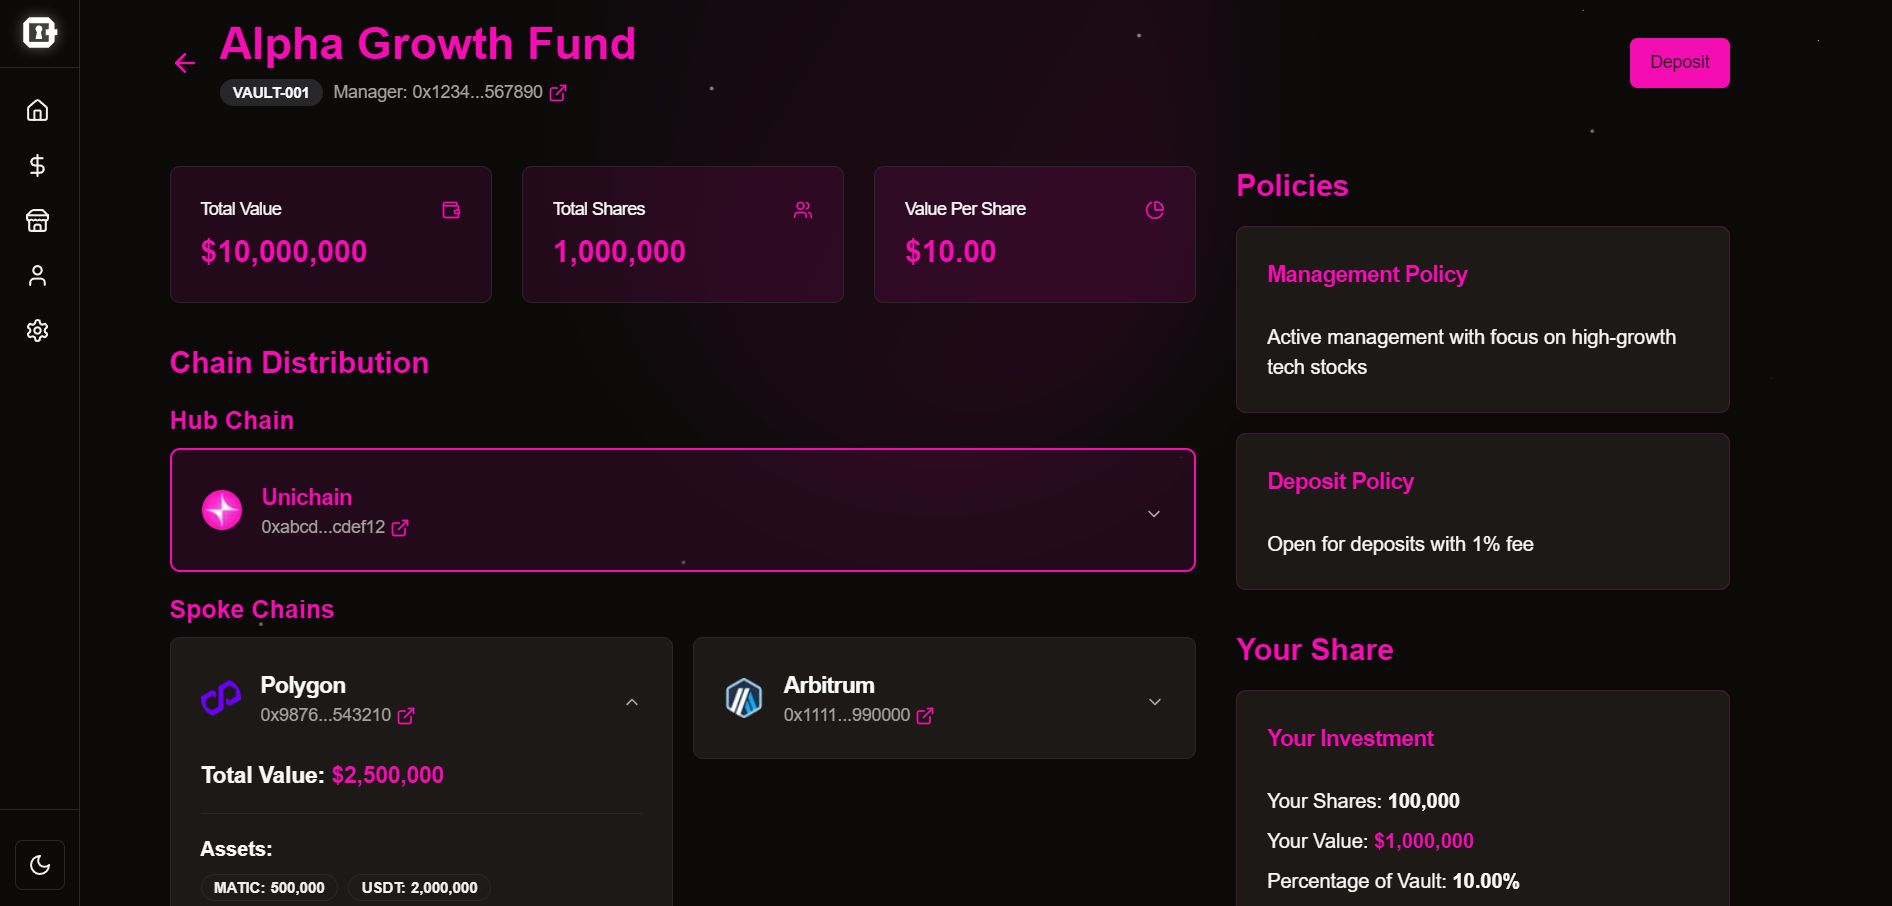 Alpha Growth Fund
VAULT-001 Manager: 0x1234...567890
Deposit
Total Value
$10,000,000
Total Shares
1,000,000
Value Per Share
$10.00
Chain Distribution
Hub Chain
Unichain
0xabcd...cdef12
Spoke Chains
Polygon
0x9876...543210
Total Value: $2,500,000
Assets:
MATIC: 500,000 USDT: 2,000,000
Arbitrum
0x1111...990000
Policies
Management Policy
Active management with focus on high-growth
tech stocks
Deposit Policy
Open for deposits with 1% fee
Your Share
Your Investment
Your Shares: 100,000
Your Value: $1,000,000
Percentage of Vault: 10.00%